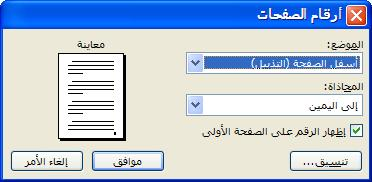 أرقام الصفحات
الموضع:
أسفل الصفحة (التذييل)
معاينة
المحاذاة:
إلى اليمين
إظهار الرقم على الصفحة الأولى
تنسيق...
موافق
إلغاء الأمر